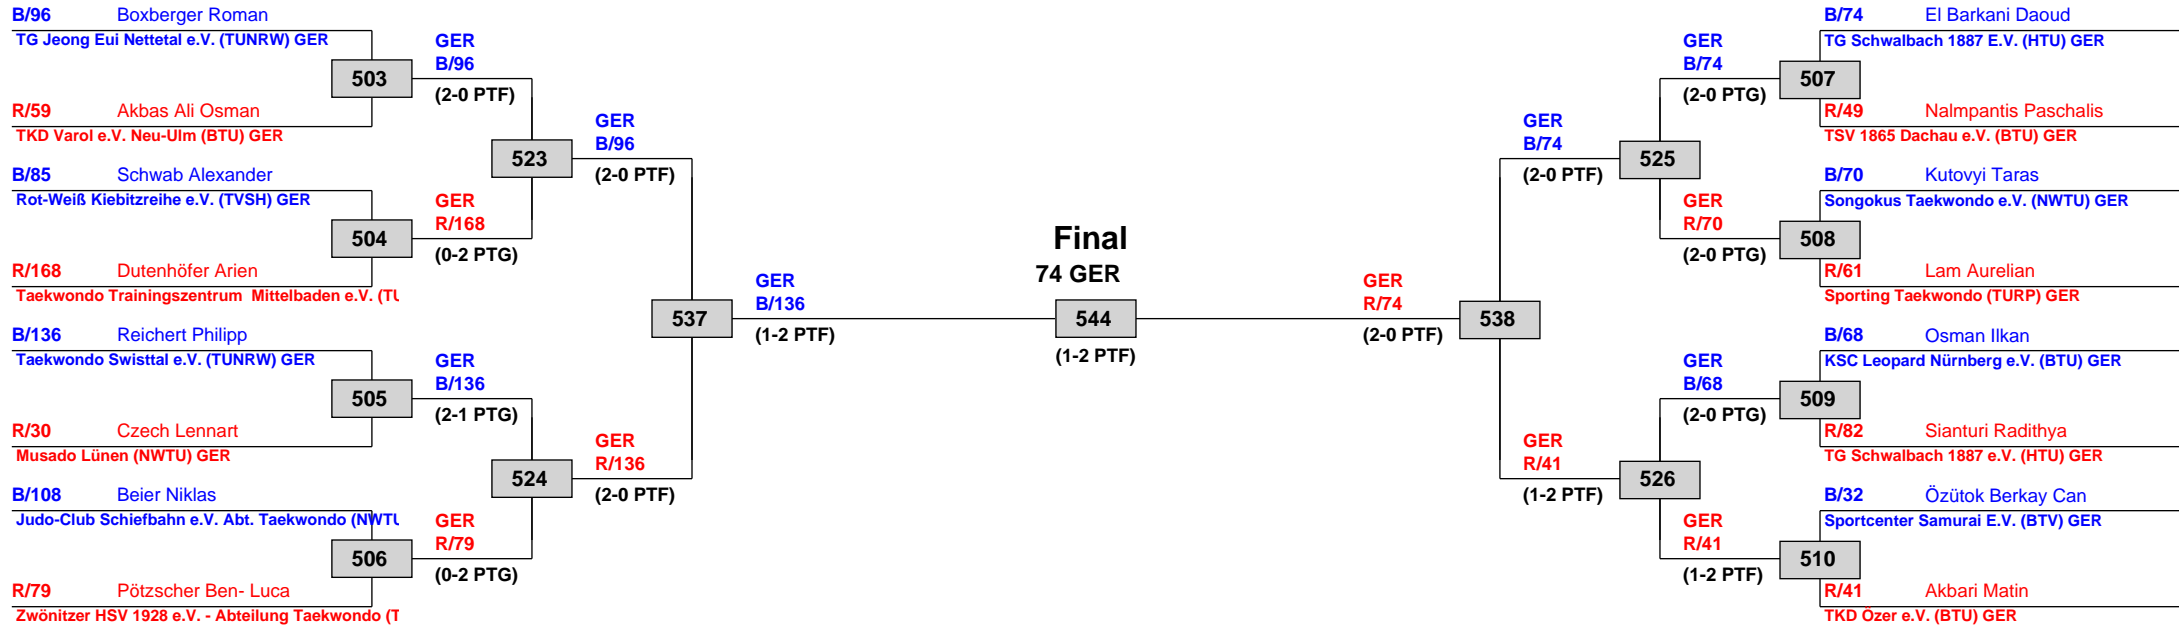 B/96 Boxberger Roman
TG Jeong Eui Nettetal e.V. (TUNRW) GER
503
GER
B/96
(2-0 PTF)
R/59 Akbas Ali Osman
TKD Varol e.V. Neu-Ulm (BTU) GER
523
GER
B/96
(2-0 PTF)
B/85 Schwab Alexander
Rot-Weiß Kiebitzreihe e.V. (TVSH) GER
504
GER
R/168
(0-2 PTG)
R/168 Dutenhöfer Arien
Taekwondo Trainingszentrum Mittelbaden e.V. (TU
537
GER
B/136
(1-2 PTF)
B/136 Reichert Philipp
Taekwondo Swisttal e.V. (TUNRW) GER
505
GER
B/136
(2-1 PTG)
R/30 Czech Lennart
Musado Lünen (NWTU) GER
524
GER
R/136
(2-0 PTF)
B/108 Beier Niklas
Judo-Club Schiefbahn e.V. Abt. Taekwondo (NWTU
506
GER
R/79
(0-2 PTG)
R/79 Pötzscher Ben- Luca
Zwönitzer HSV 1928 e.V. - Abteilung Taekwondo (T
Final
74 GER
544
(1-2 PTF)
GER
R/74
(2-0 PTF)
538
GER
B/74
(2-0 PTF)
525
GER
B/74
(2-0 PTG)
507
B/74 El Barkani Daoud
TG Schwalbach 1887 E.V. (HTU) GER
R/49 Nalmpantis Paschalis
TSV 1865 Dachau e.V. (BTU) GER
GER
R/70
(2-0 PTG)
508
B/70 Kutovyi Taras
Songokus Taekwondo e.V. (NWTU) GER
R/61 Lam Aurelian
Sporting Taekwondo (TURP) GER
GER
R/41
(1-2 PTF)
526
GER
B/68
(2-0 PTG)
509
B/68 Osman Ilkan
KSC Leopard Nürnberg e.V. (BTU) GER
R/82 Sianturi Radithya
TG Schwalbach 1887 e.V. (HTU) GER
GER
R/41
(1-2 PTF)
510
B/32 Özütok Berkay Can
Sportcenter Samurai E.V. (BTV) GER
R/41 Akbari Matin
TKD Özer e.V. (BTU) GER